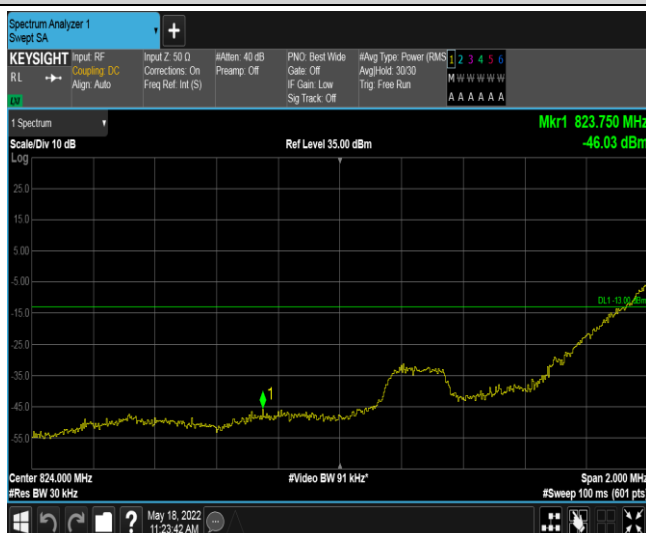 Spectrum Analyzer 1
Swept SA
KEYSIGHT Input: RF Input Z: 50 Ω #Atten: 40 dB PNO: Best Wide #Avg Type: Power (RMS 1 2 3 4 5 6
RL Coupling: DC Corrections: On Preamp: Off Gate: Off Avg|Hold: 30/30 M W W W W W
Align: Auto Freq Ref: Int (S) IF Gain: Low Trig: Free Run
Sig Track: Off A A A A A A
1 Spectrum Mkr1 823.750 MHz
Scale/Div 10 dB Ref Level 35.00 dBm -46.03 dBm
Log
25.0
15.0
5.00
-5.00
DL1 -13.00 dBm
-15.0
-25.0
-35.0
1
-45.0
-55.0
Center 824.000 MHz #Video BW 91 kHz* Span 2.000 MHz
#Res BW 30 kHz #Sweep 100 ms (601 pts)
? May 18, 2022
11:23:42 AM